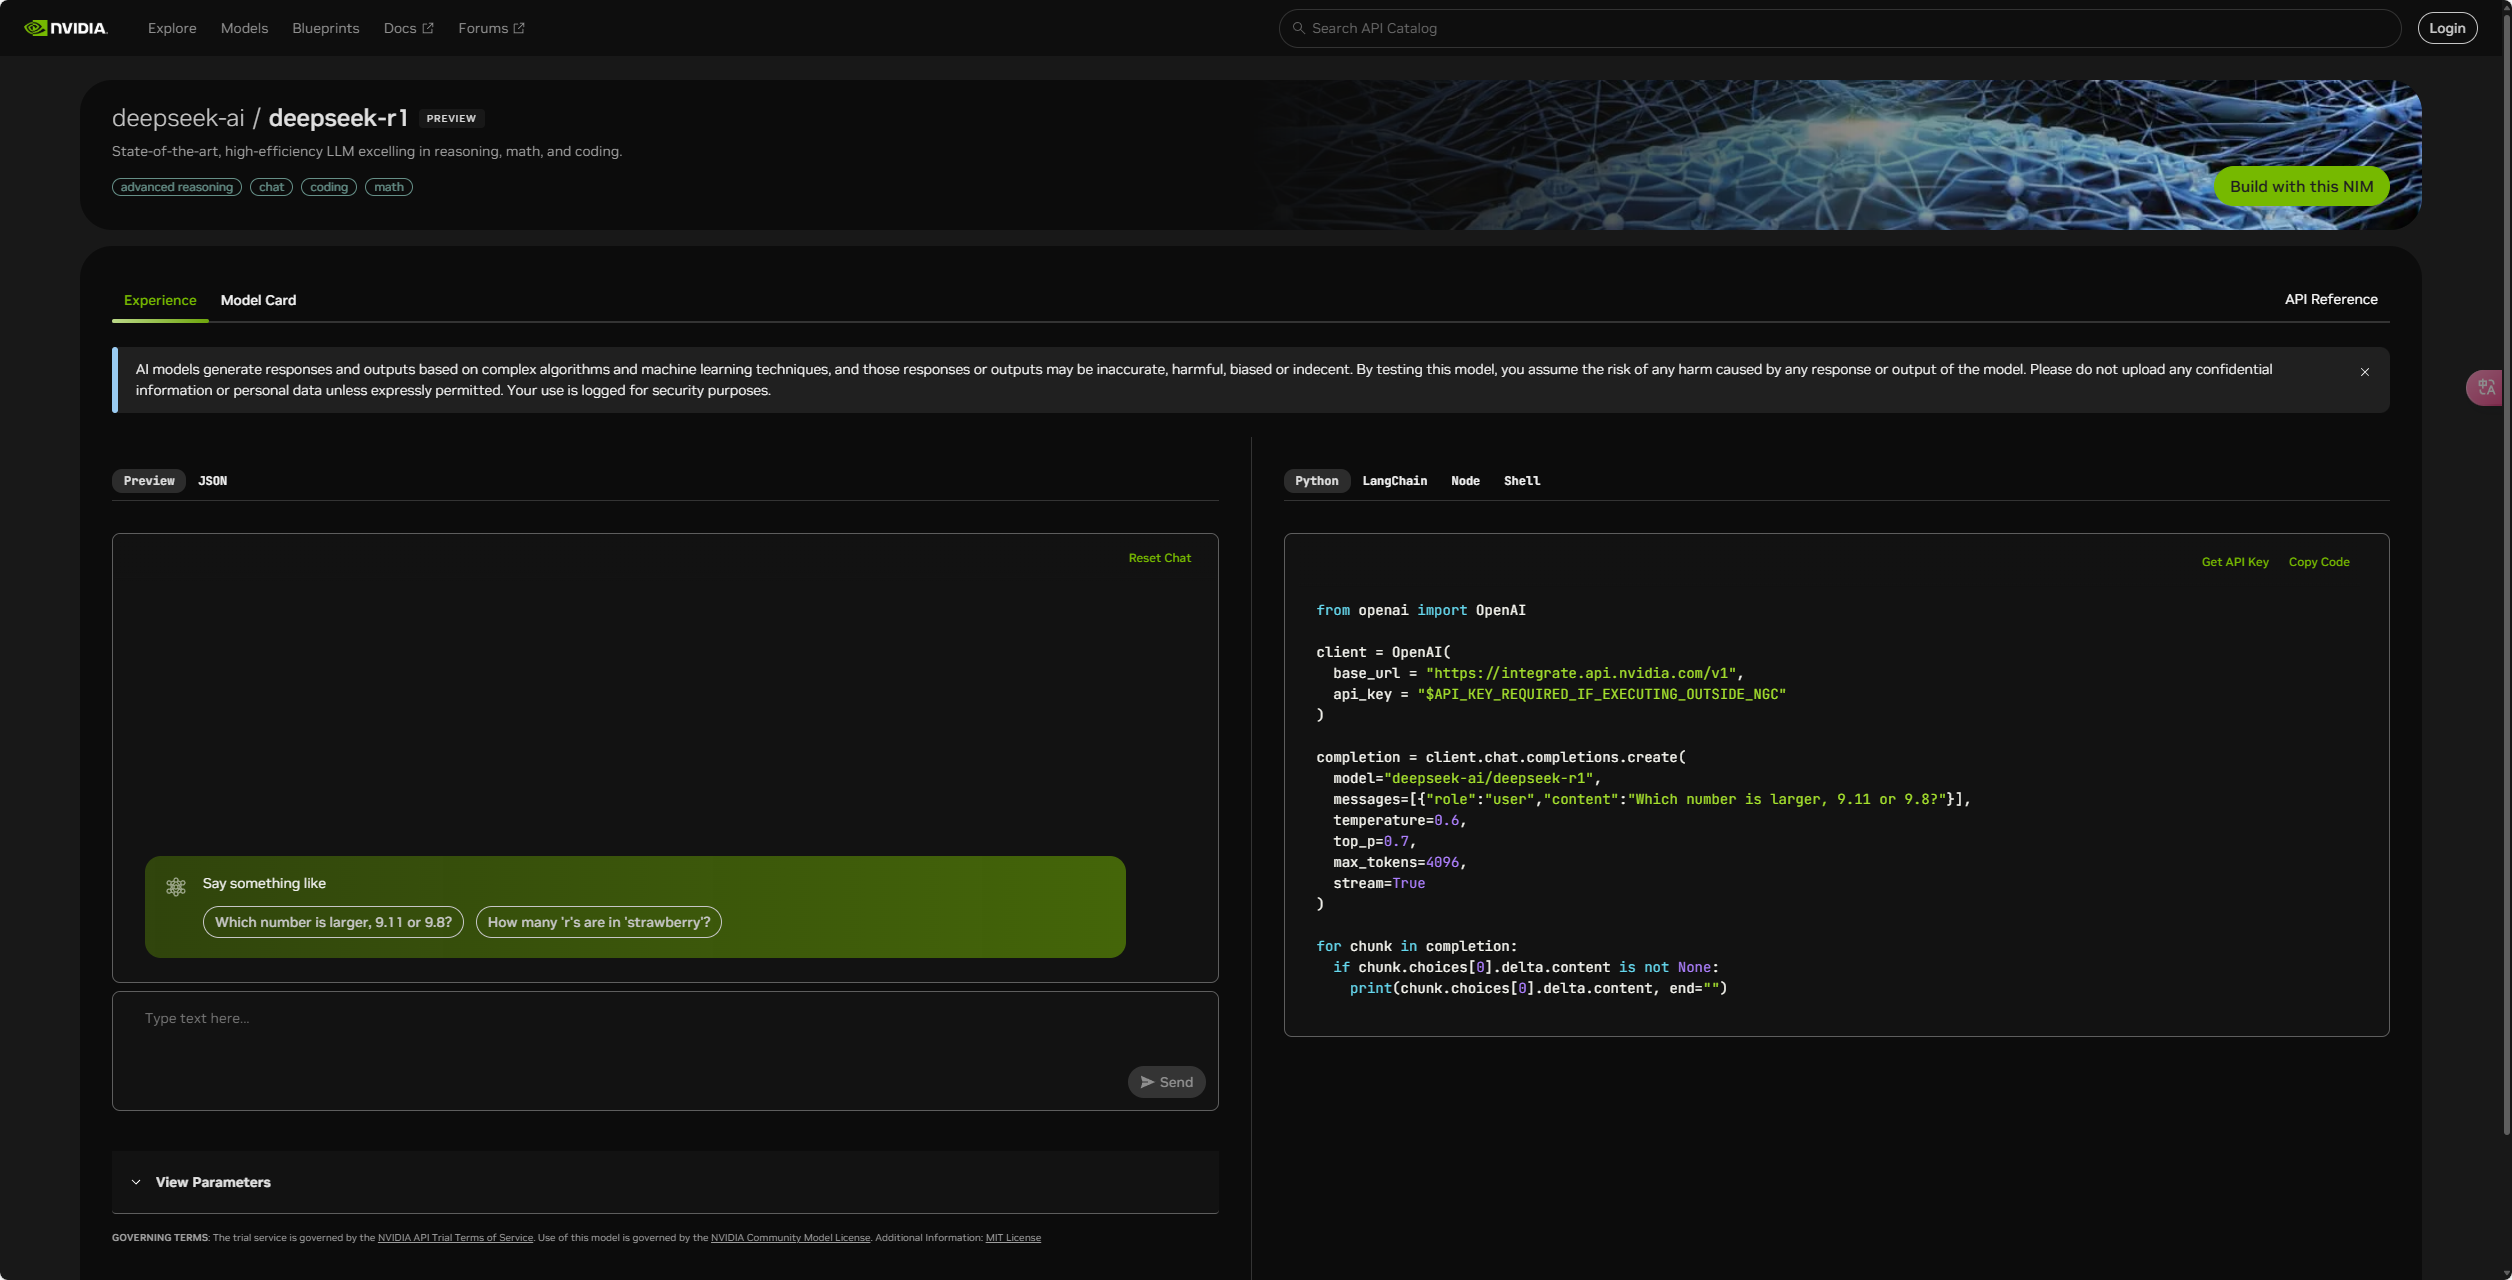 NVIDIA.
Explore
Models
Blueprints
Docs
Forums
Search API Catalog
Login
deepseek-ai / deepseek-r1 PREVIEW
State-of-the-art, high-efficiency LLM excelling in reasoning, math, and coding.
advanced reasoning
chat
coding
math
Build with this NIM
Experience
Model Card
API Reference
AI models generate responses and outputs based on complex algorithms and machine learning techniques, and those responses or outputs may be inaccurate, harmful, biased or indecent. By testing this model, you assume the risk of any harm caused by any response or output of the model. Please do not upload any confidential
information or personal data unless expressly permitted. Your use is logged for security purposes.
中A
Preview
JSON
Reset Chat
Say something like
Which number is larger, 9.11 or 9.8?
How many 'r's are in 'strawberry'?
Type text here...
Send
View Parameters
GOVERNING TERMS: The trial service is governed by the NVIDIA API Trial Terms of Service. Use of this model is governed by the NVIDIA Community Model License. Additional Information: MIT License
Python
LangChain
Node
Shell
Get API Key
Copy Code
from openai import OpenAI
client = OpenAI(
  base_url = "https://integrate.api.nvidia.com/v1",
  api_key = "$API_KEY_REQUIRED_IF_EXECUTING_OUTSIDE_NGC"
)
completion = client.chat.completions.create(
  model="deepseek-ai/deepseek-r1",
  messages=[{"role":"user","content":"Which number is larger, 9.11 or 9.8?"}],
  temperature=0.6,
  top_p=0.7,
  max_tokens=4096,
  stream=True
)
for chunk in completion:
  if chunk.choices[0].delta.content is not None:
    print(chunk.choices[0].delta.content, end="")